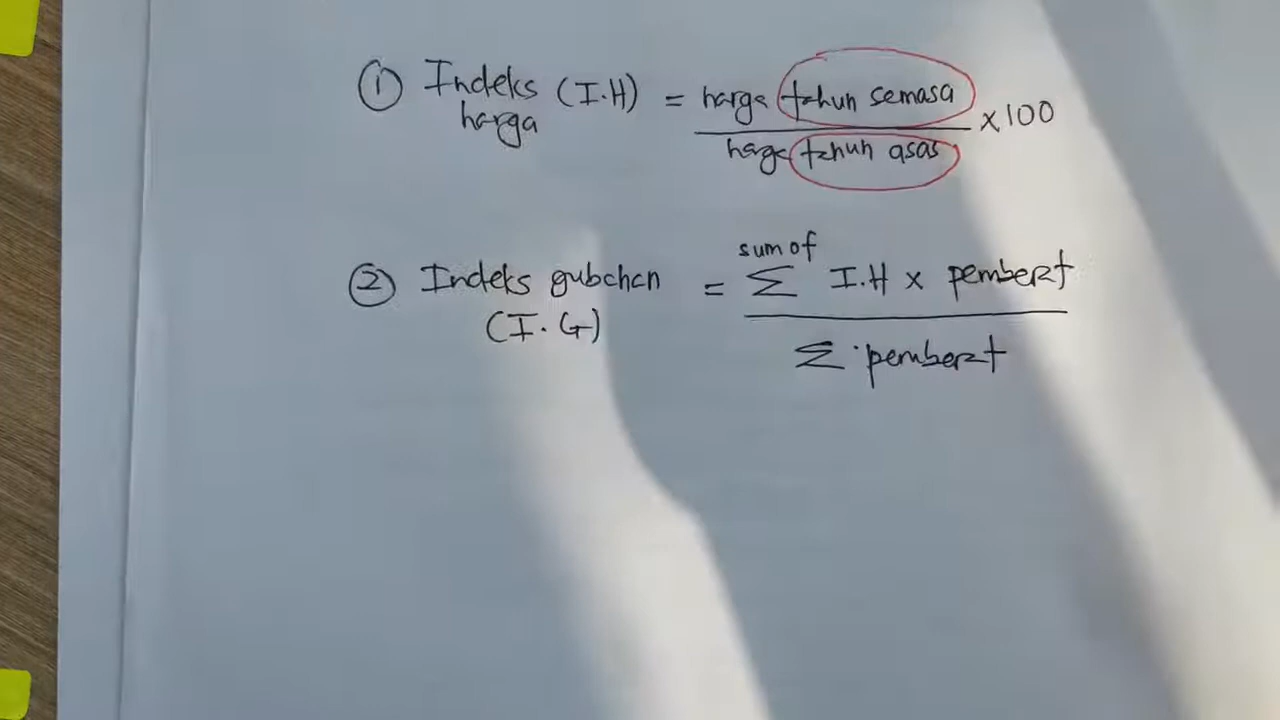 ① Indeks (I.H) = harga tahun semasa × 100
harga harga tahun asas
② Indeks gubahan = sum of Σ I.H × pemberat
(I.G) Σ pemberat